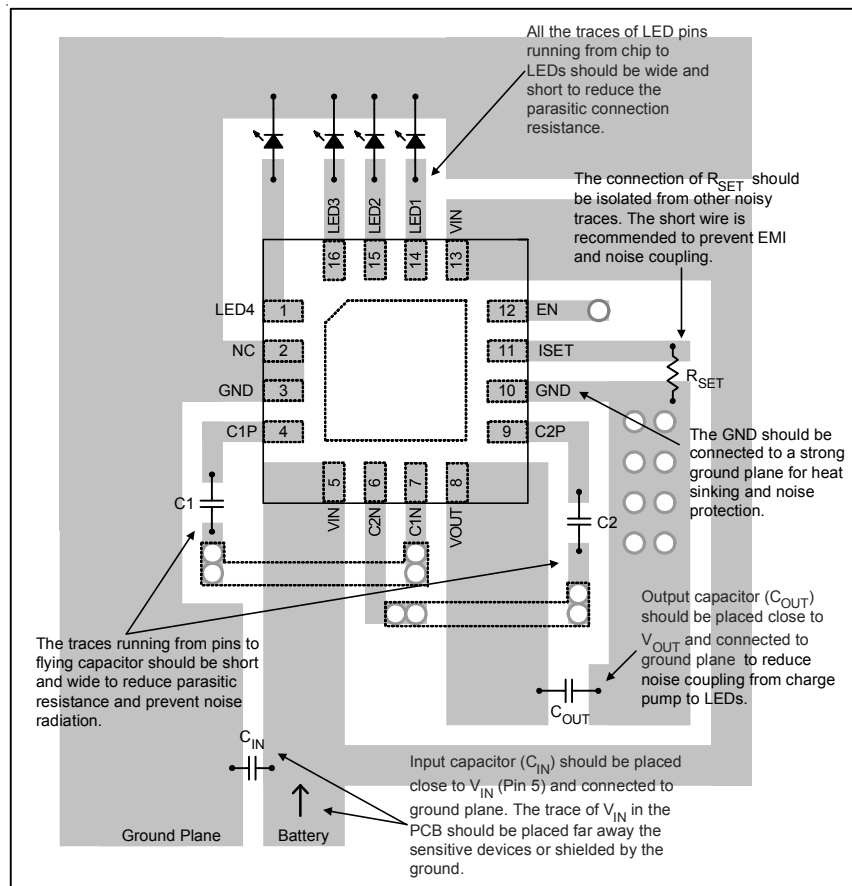 All the traces of LED pins
running from chip to
LEDs should be wide and
short to reduce the
parasitic connection
resistance.
The connection of RSET should
be isolated from other noisy
traces. The short wire is
recommended to prevent EMI
and noise coupling.
LED3
LED2
LED1
VIN
16
15
14
13
LED4
1
12
EN
NC
2
11
ISET
GND
3
10
GND
RSET
C1P
4
9
C2P
The GND should be
connected to a strong
ground plane for heat
sinking and noise
protection.
5
6
7
8
VIN
C2N
C1N
VOUT
C1
C2
Output capacitor (COUT)
should be placed close to
VOUT and connected to
ground plane to reduce
noise coupling from charge
pump to LEDs.
The traces running from pins to
flying capacitor should be short
and wide to reduce parasitic
resistance and prevent noise
radiation.
COUT
CIN
Input capacitor (CIN) should be placed
close to VIN (Pin 5) and connected to
ground plane. The trace of VIN in the
PCB should be placed far away the
sensitive devices or shielded by the
ground.
Ground Plane
Battery